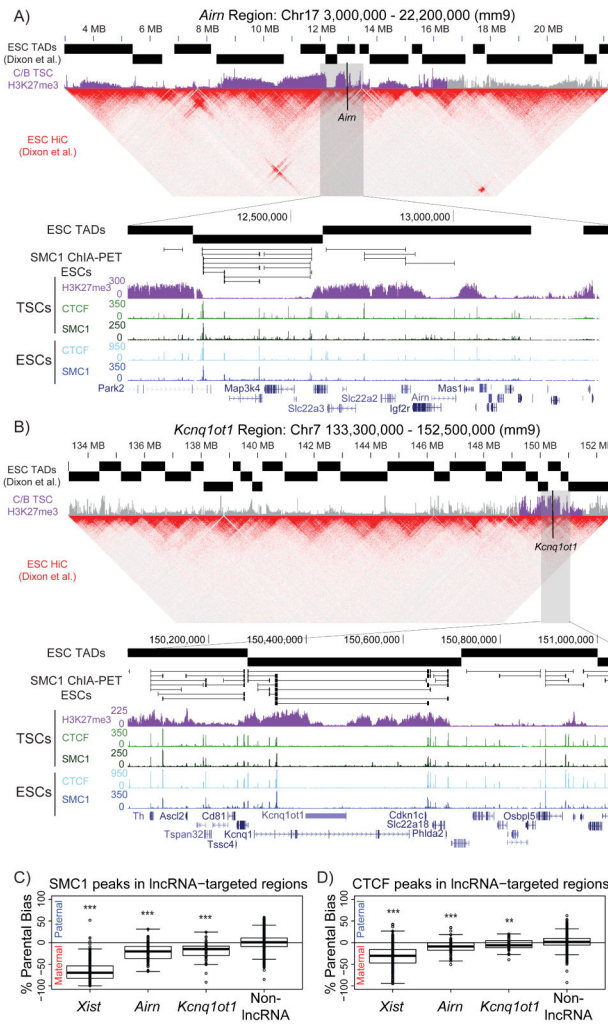 A)
Airn Region: Chr17 3,000,000 - 22,200,000 (mm9)
4 MB 6 MB 8 MB 10 MB 12 MB 14 MB 16 MB 18 MB 20 MB
ESC TADs
(Dixon et al.)
C/B TSC
H3K27me3
Airn
ESC HiC
(Dixon et al.)
12,500,000 13,000,000
ESC TADs
SMC1 ChIA-PET
ESCs
TSCs
H3K27me3 300 0
CTCF 350 0
SMC1 250 0
ESCs
CTCF 950 0
SMC1 350 0
Park2 Map3k4 Slc22a2 Airn Mas1
Slc22a3 Igf2r
B)
Kcnq1ot1 Region: Chr7 133,300,000 - 152,500,000 (mm9)
134 MB 136 MB 138 MB 140 MB 142 MB 144 MB 146 MB 148 MB 150 MB 152 M
ESC TADs
(Dixon et al.)
C/B TSC
H3K27me3
Kcnq1ot1
ESC HiC
(Dixon et al.)
150,200,000 150,400,000 150,600,000 150,800,000 151,000,000
ESC TADs
SMC1 ChIA-PET
ESCs
TSCs
H3K27me3 225 0
CTCF 350 0
SMC1 250 0
ESCs
CTCF 950 0
SMC1 350 0
Th Ascl2 Cd81 Kcnq1ot1 Cdkn1c Osbpl5
Tspan32 Kcnq1 Slc22a18
Tssc4 Phlda2
C) SMC1 peaks in lncRNA-targeted regions
% Parental Bias
Maternal Paternal
100
50
0
-50
-100
*** *** ***
Xist Airn Kcnq1ot1 Non-lncRNA
D) CTCF peaks in lncRNA-targeted regions
% Parental Bias
Maternal Paternal
100
50
0
-50
-100
*** *** **
Xist Airn Kcnq1ot1 Non-lncRNA